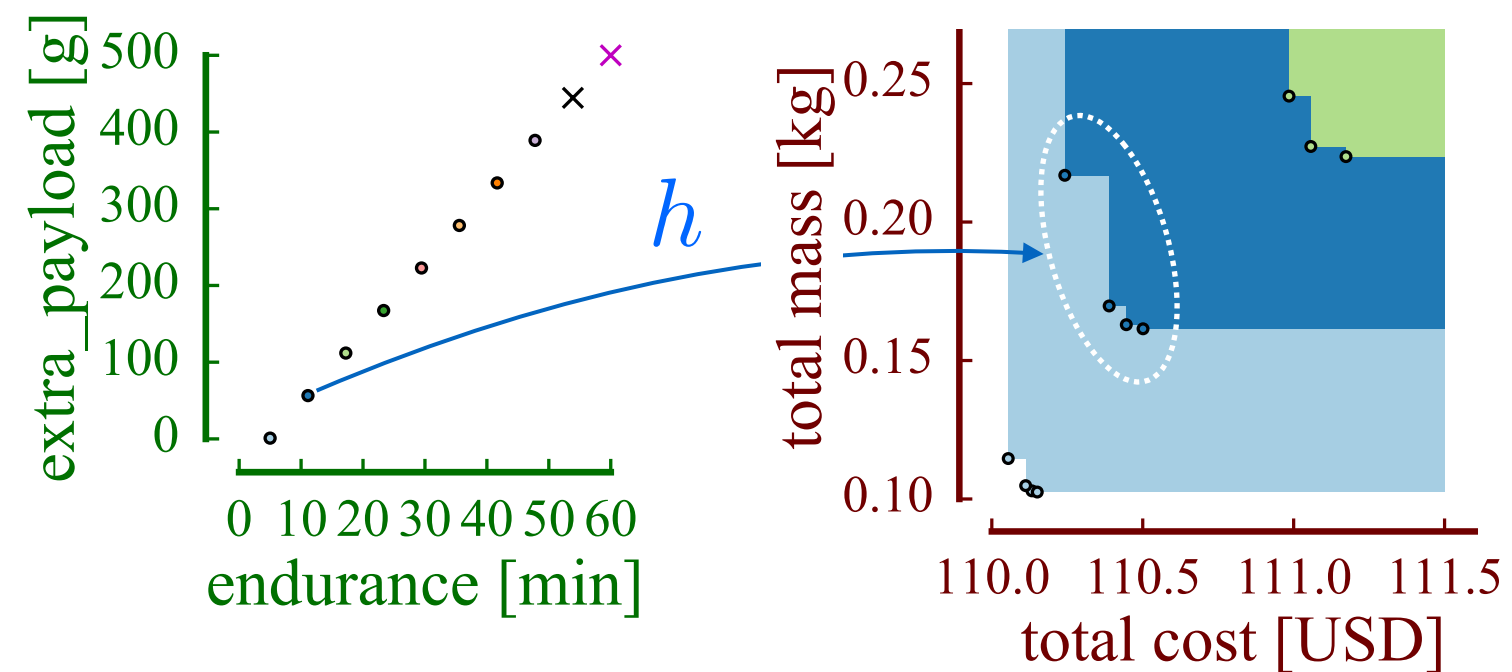 extra_payload [g]
500
400
300
200
100
0
0 10 20 30 40 50 60
endurance [min]
h
total mass [kg]
0.25
0.20
0.15
0.10
110.0 110.5 111.0 111.5
total cost [USD]